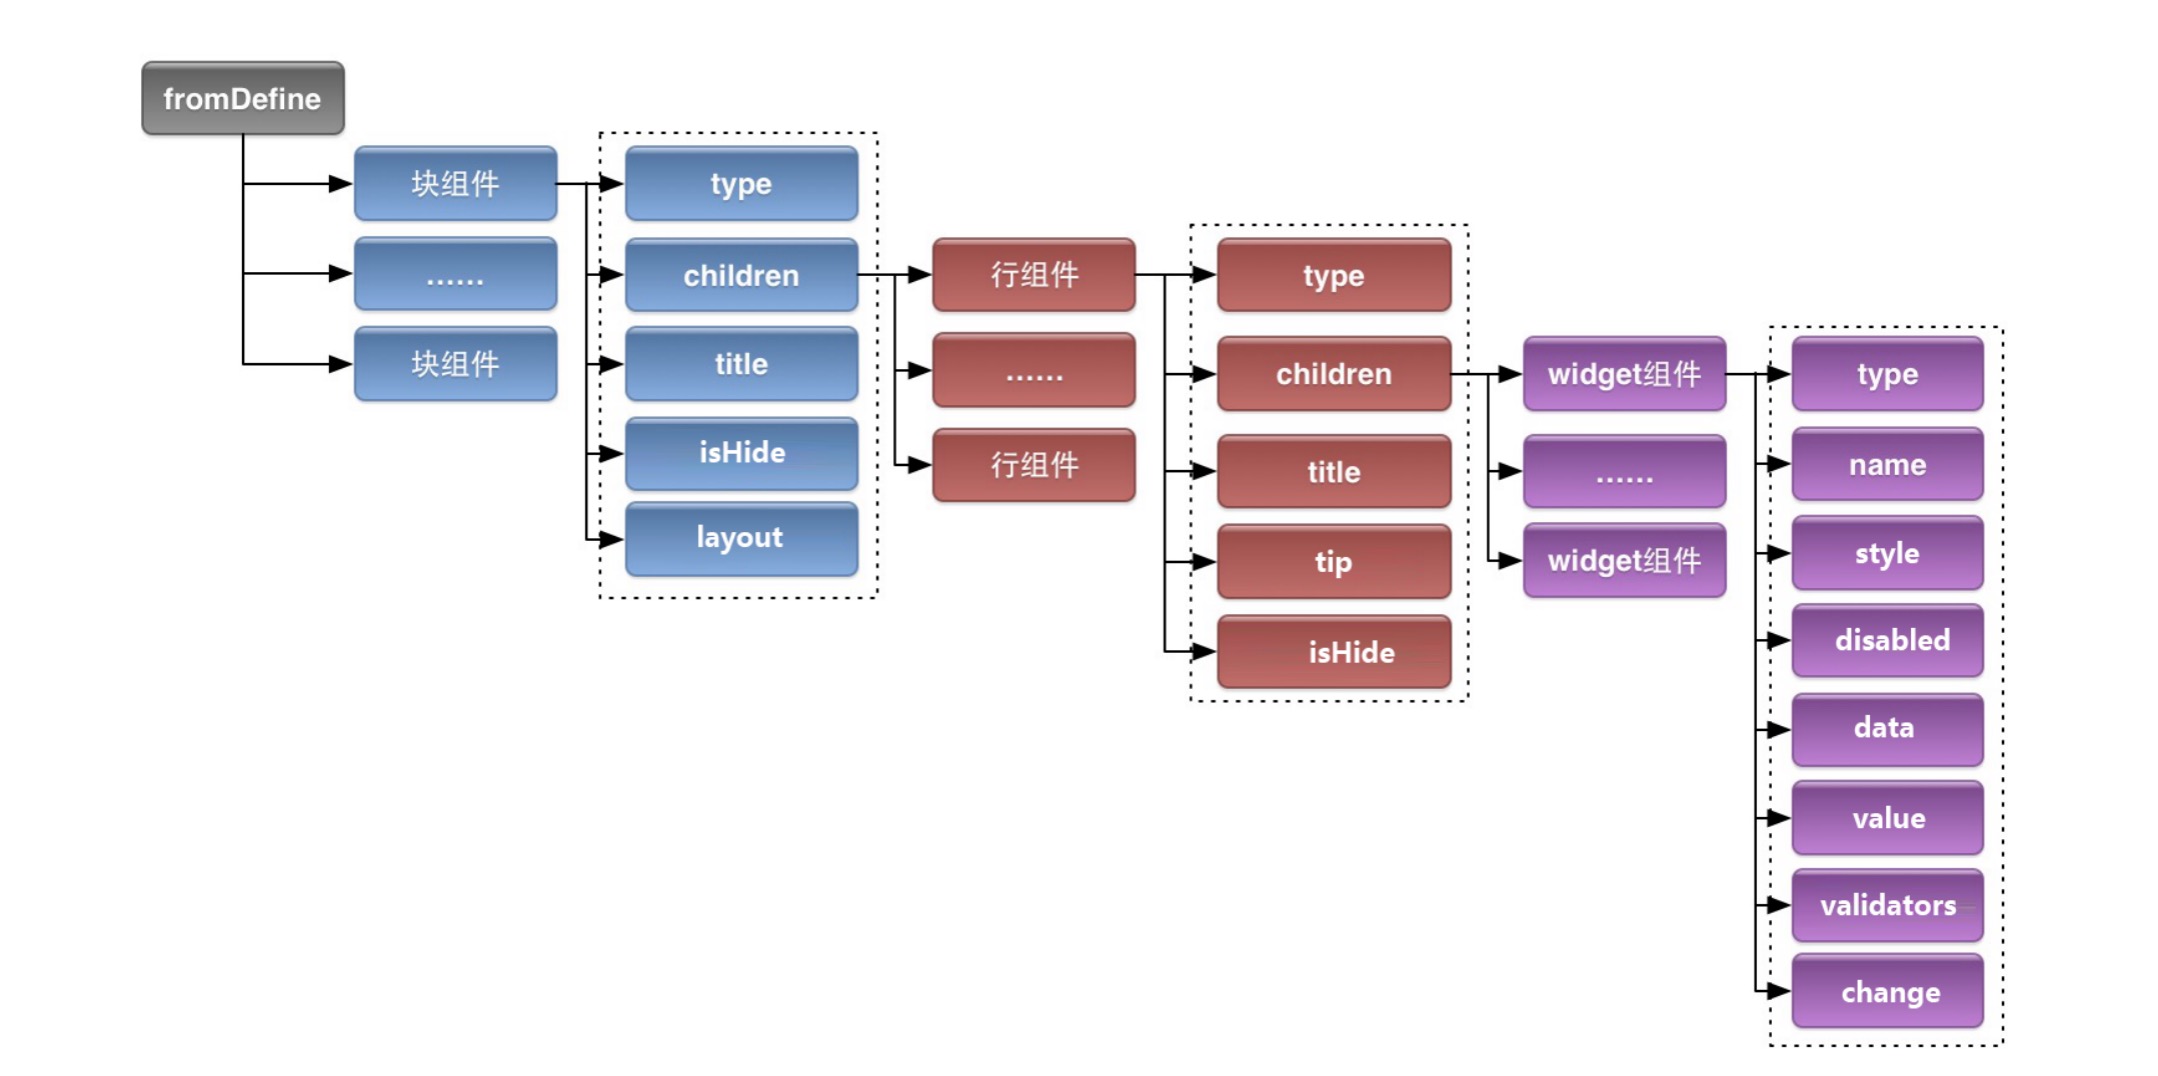 fromDefine
块组件
……
块组件
type
children
title
isHide
layout
行组件
……
行组件
type
children
title
tip
isHide
widget组件
……
widget组件
type
name
style
disabled
data
value
validators
change